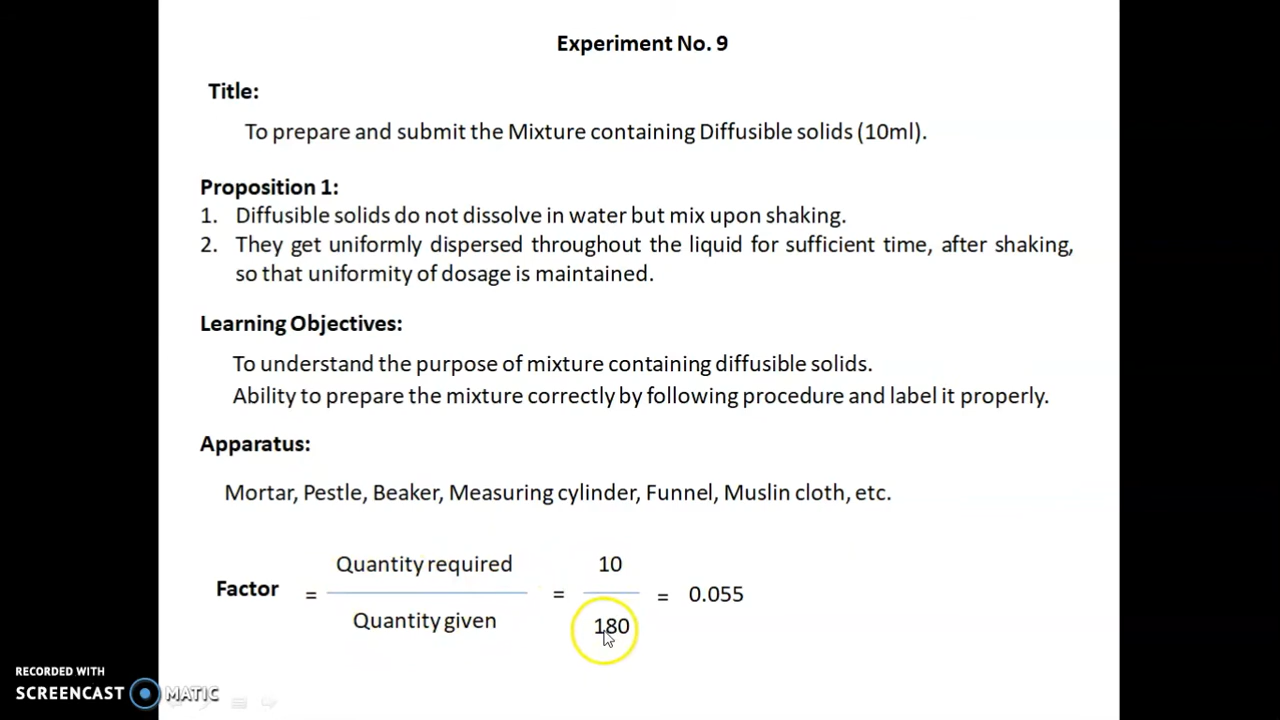 Experiment No. 9
Title:
To prepare and submit the Mixture containing Diffusible solids (10ml).
Proposition 1:
1. Diffusible solids do not dissolve in water but mix upon shaking.
2. They get uniformly dispersed throughout the liquid for sufficient time, after shaking,
so that uniformity of dosage is maintained.
Learning Objectives:
To understand the purpose of mixture containing diffusible solids.
Ability to prepare the mixture correctly by following procedure and label it properly.
Apparatus:
Mortar, Pestle, Beaker, Measuring cylinder, Funnel, Muslin cloth, etc.
Quantity required 10
Factor = = = 0.055
Quantity given 180
RECORDED WITH
SCREENCAST MATIC